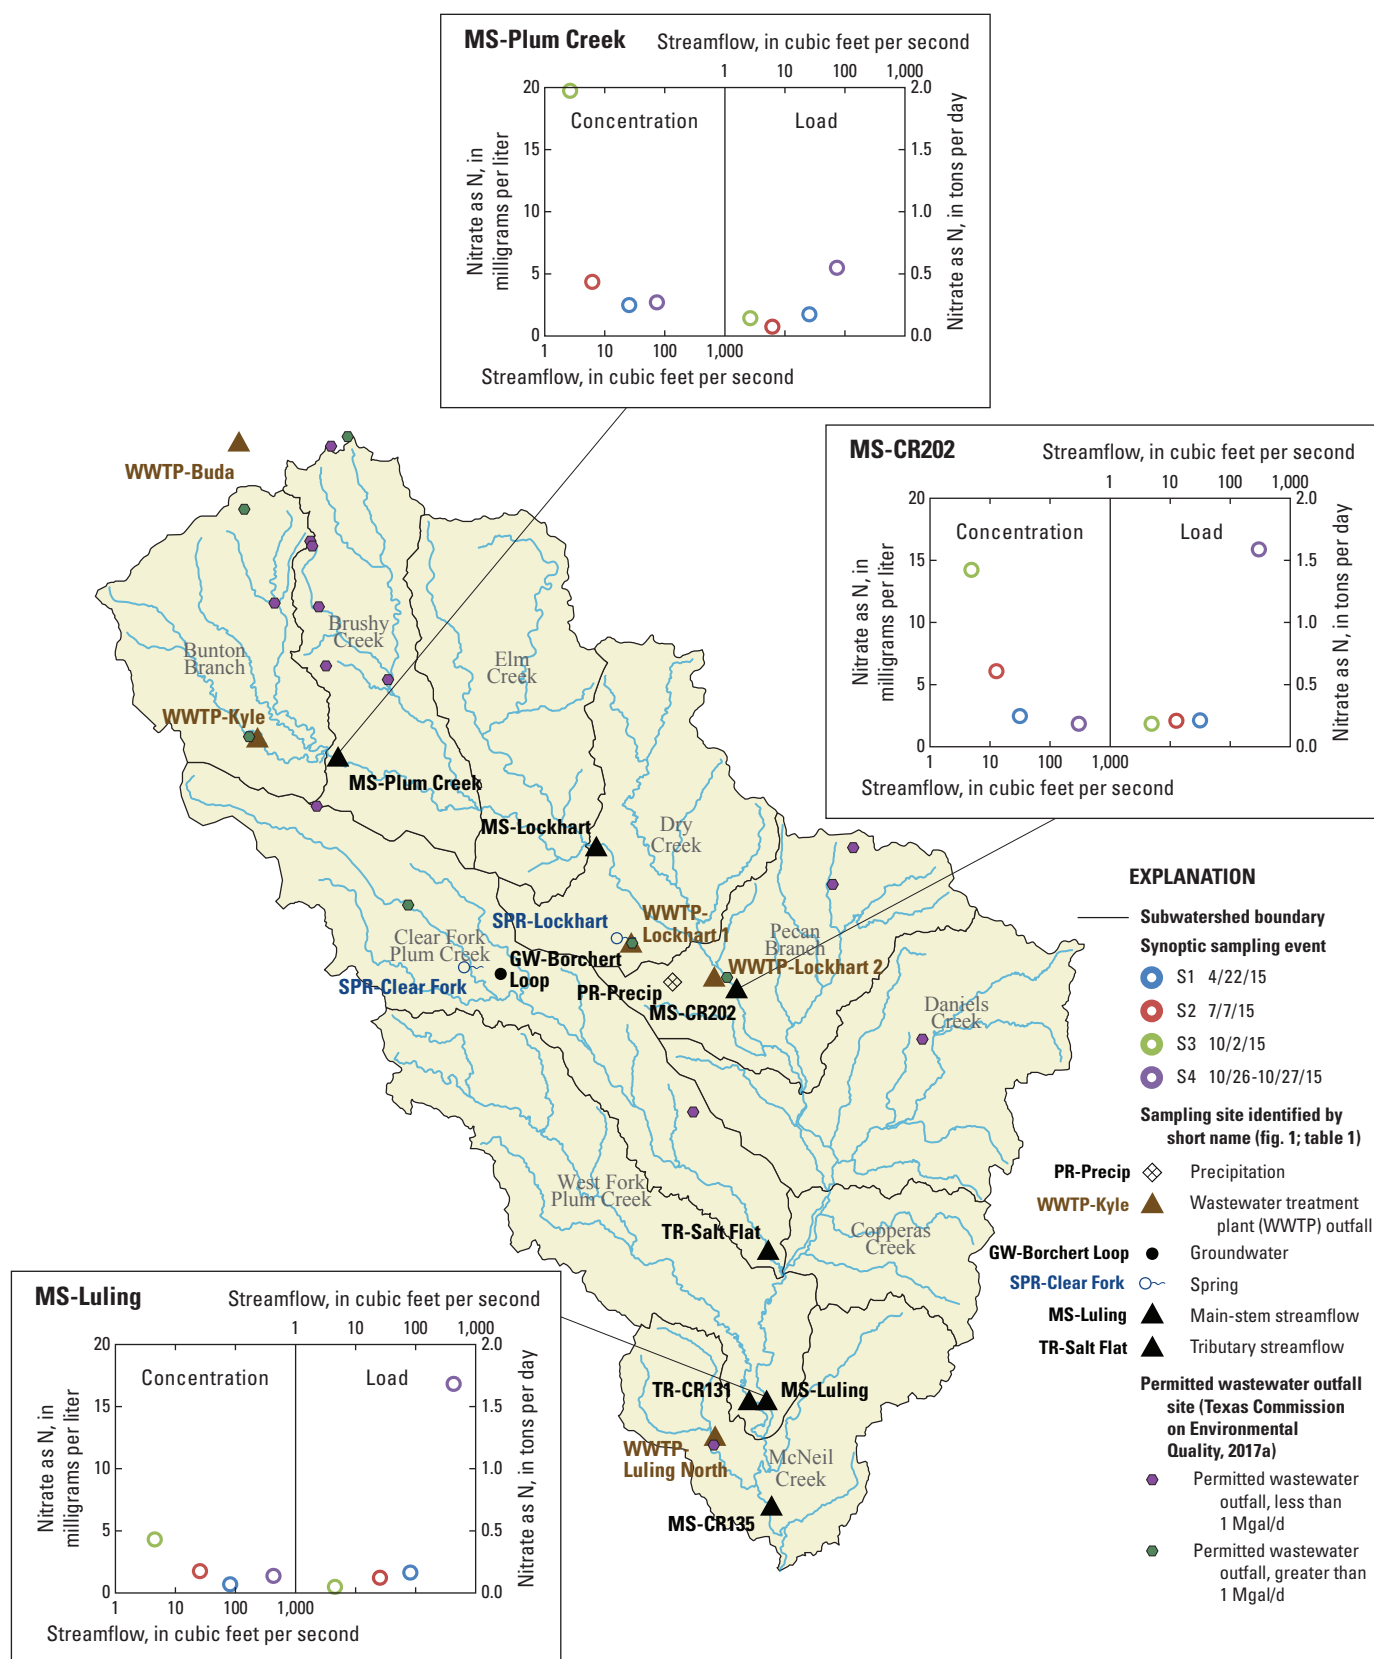 MS-Plum Creek
Streamflow, in cubic feet per second
1 10 100 1,000
20 2.0
Concentration Load
15 1.5
10 1.0
5 0.5
0 0.0
1 10 100 1,000
Nitrate as N, in
milligrams per liter
Nitrate as N, in tons per day
Streamflow, in cubic feet per second
MS-CR202
Streamflow, in cubic feet per second
1 10 100 1,000
20 2.0
Concentration Load
15 1.5
10 1.0
5 0.5
0 0.0
1 10 100 1,000
Nitrate as N, in
milligrams per liter
Nitrate as N, in tons per day
Streamflow, in cubic feet per second
WWTP-Buda
Brushy
Creek
Bunton
Branch
Elm
Creek
WWTP-Kyle
MS-Plum Creek
MS-Lockhart
Dry
Creek
SPR-Lockhart
WWTP-
Lockhart 1
Clear Fork
Plum Creek
Pecan
Branch
GW-Borchert
Loop
SPR-Clear Fork
WWTP-Lockhart 2
PR-Precip
MS-CR202
Daniels
Creek
West Fork
Plum Creek
TR-Salt Flat
Copperas
Creek
TR-CR131
MS-Luling
WWTP-
Luling North
McNeil
Creek
MS-CR135
MS-Luling
Streamflow, in cubic feet per second
1 10 100 1,000
20 2.0
Concentration Load
15 1.5
10 1.0
5 0.5
0 0.0
1 10 100 1,000
Nitrate as N, in
milligrams per liter
Nitrate as N, in tons per day
Streamflow, in cubic feet per second
EXPLANATION
Subwatershed boundary
Synoptic sampling event
S1 4/22/15
S2 7/7/15
S3 10/2/15
S4 10/26-10/27/15
Sampling site identified by
short name (fig. 1; table 1)
PR-Precip Precipitation
WWTP-Kyle Wastewater treatment
plant (WWTP) outfall
GW-Borchert Loop Groundwater
SPR-Clear Fork Spring
MS-Luling Main-stem streamflow
TR-Salt Flat Tributary streamflow
Permitted wastewater outfall
site (Texas Commission
on Environmental
Quality, 2017a)
Permitted wastewater
outfall, less than
1 Mgal/d
Permitted wastewater
outfall, greater than
1 Mgal/d